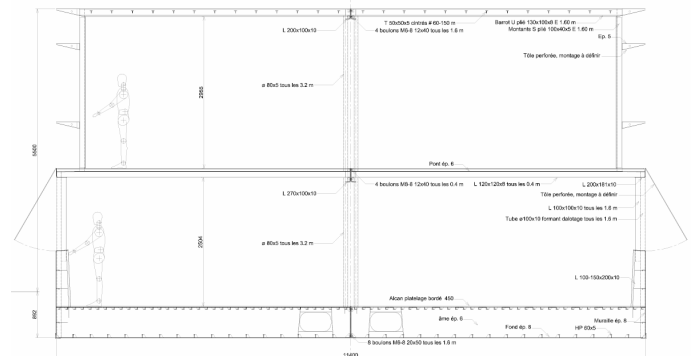 T 50x50x5 cintrés # 60-150 m
Barrot U plié 130x100x8 E 1.60 m
L 200x100x10
4 boulons M8-8 12x40 tous les 1.6 m
Montants S plié 100x40x5 E 1.60 m
Ep. 5
Tôle perforée, montage à définir
ø 80x5 tous les 3.2 m
2958
5500
Pont ép. 6
4 boulons M8-8 12x40 tous les 0.4 m
L 120x120x8 tous les 0.4 m
L 200x181x10
L 270x100x10
Tôle perforée, montage à définir
L 100x100x10 tous les 1.6 m
Tube ø100x10 formant dalotage tous les 1.6 m
ø 80x5 tous les 3.2 m
2504
L 100-150x200x10
Alcan platelage bordé 450
892
âme ép. 6
Fond ép. 8
Muraille ép. 8
HP 60x5
8 boulons M8-8 20x50 tous les 1.6 m
11400